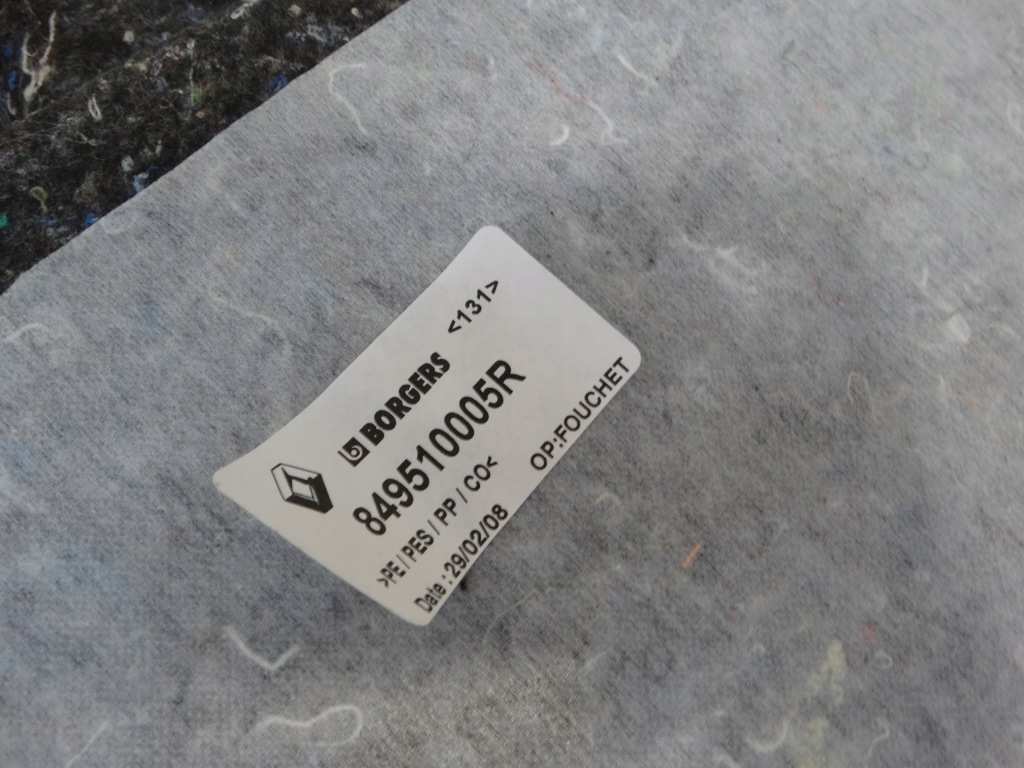 BORGERS <131>
849510005R
>PE/PES/PP/CO<
OP:FOUCHET
Date : 29/02/08